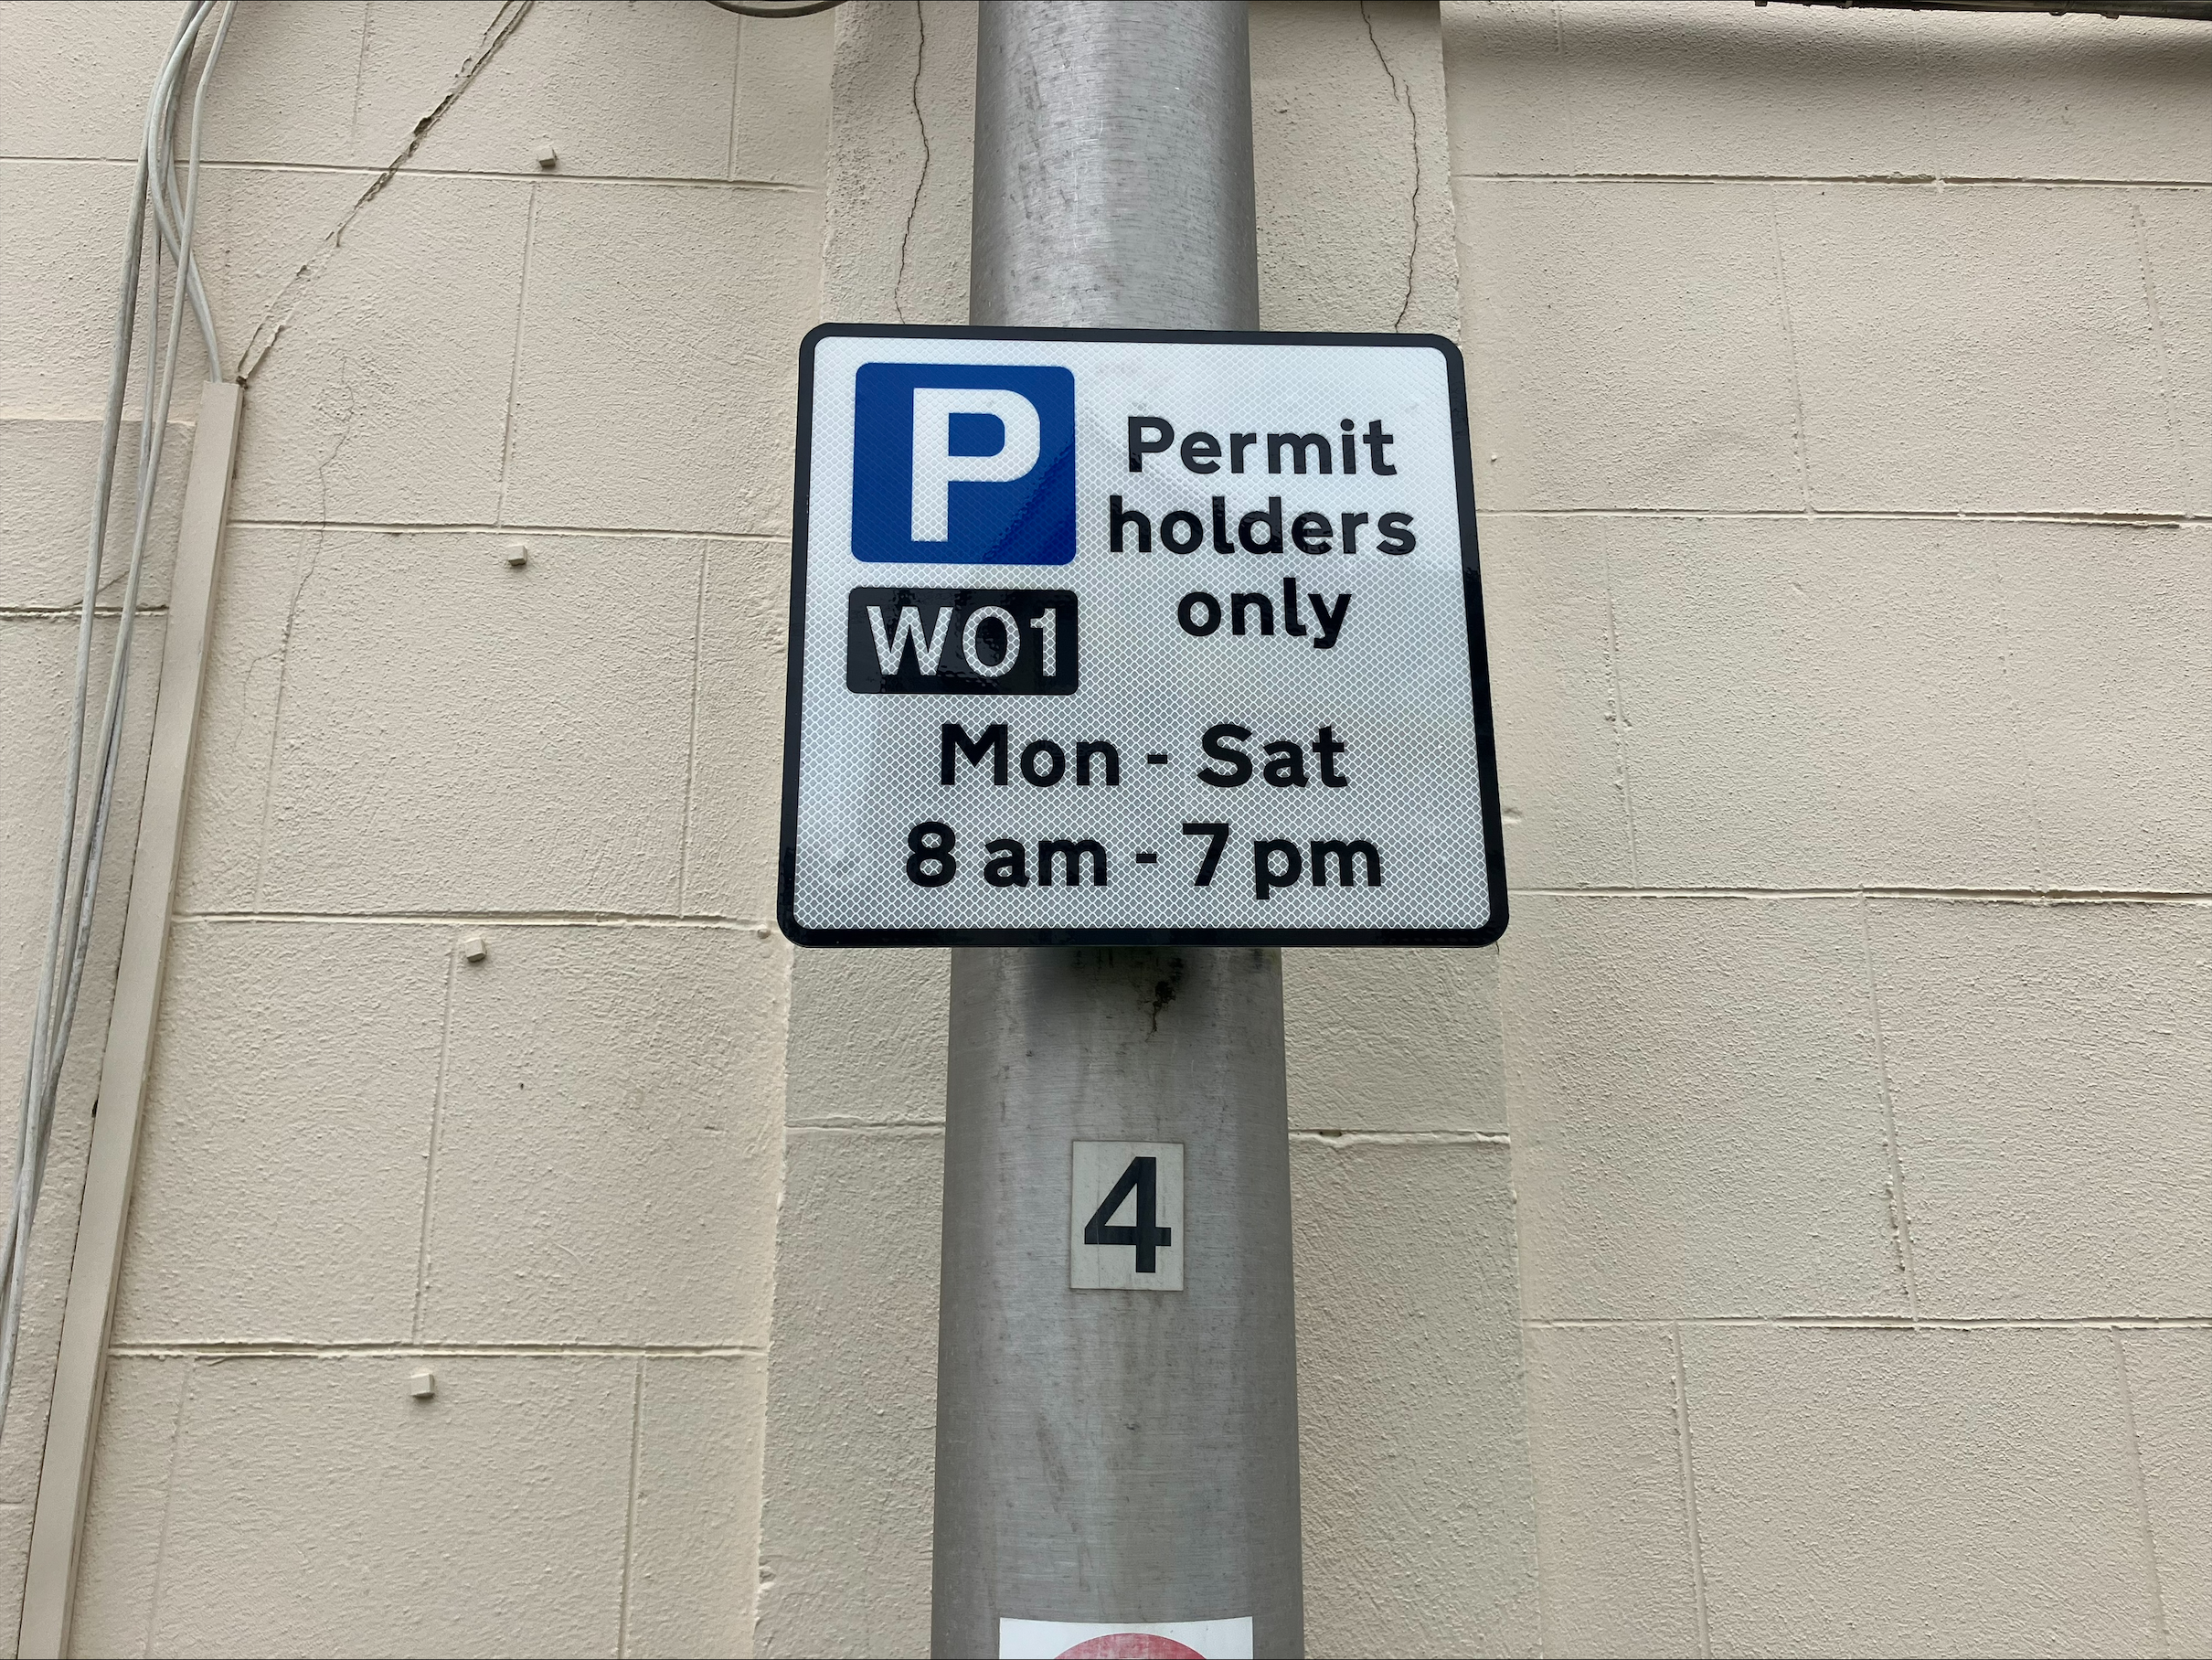 P
Permit
holders
only
W01
Mon - Sat
8 am - 7 pm
4